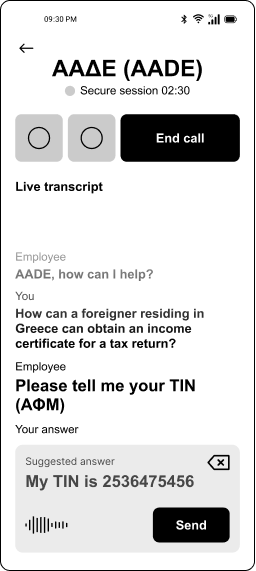 09:30 PM
ΑΑΔΕ (AADE)
Secure session 02:30
End call
Live transcript
Employee
AADE, how can I help?
You
How can a foreigner residing in
Greece can obtain an income
certificate for a tax return?
Employee
Please tell me your TIN
(ΑΦΜ)
Your answer
Suggested answer
My TIN is 2536475456
Send